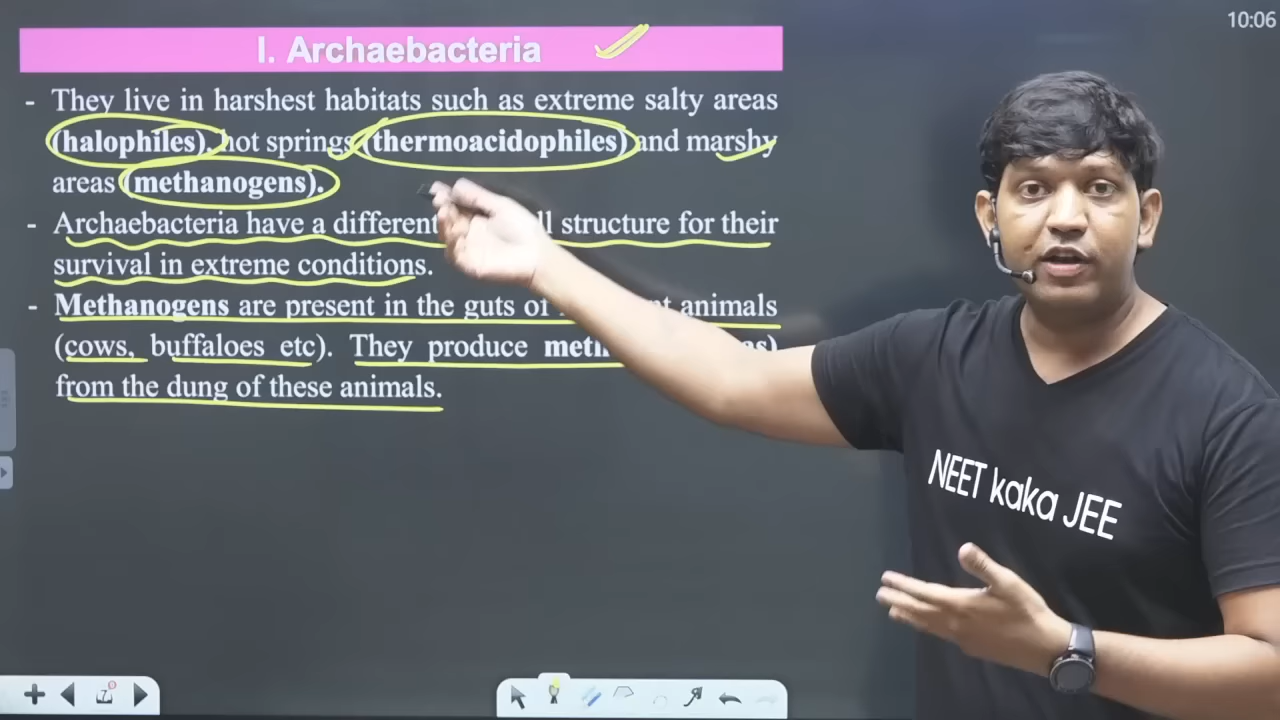 10:06
I. Archaebacteria
- They live in harshest habitats such as extreme salty areas
(halophiles), hot springs (thermoacidophiles) and marshy
areas (methanogens).
- Archaebacteria have a different structure for their
survival in extreme conditions.
- Methanogens are present in the guts of animals
(cows, buffaloes etc). They produce
from the dung of these animals.
NEET kaka JEE
7